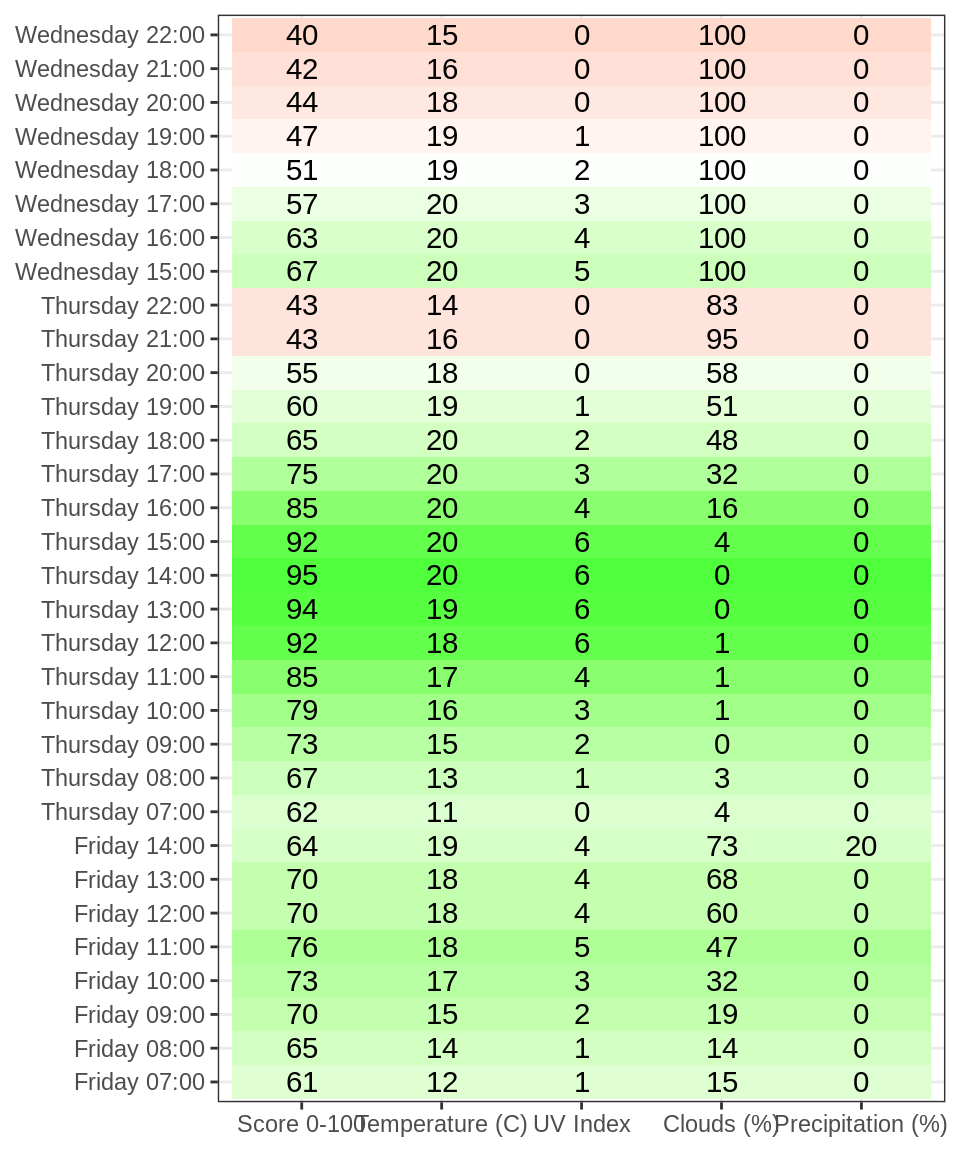 Wednesday 22:00 40 15 0 100 0
Wednesday 21:00 42 16 0 100 0
Wednesday 20:00 44 18 0 100 0
Wednesday 19:00 47 19 1 100 0
Wednesday 18:00 51 19 2 100 0
Wednesday 17:00 57 20 3 100 0
Wednesday 16:00 63 20 4 100 0
Wednesday 15:00 67 20 5 100 0
Thursday 22:00 43 14 0 83 0
Thursday 21:00 43 16 0 95 0
Thursday 20:00 55 18 0 58 0
Thursday 19:00 60 19 1 51 0
Thursday 18:00 65 20 2 48 0
Thursday 17:00 75 20 3 32 0
Thursday 16:00 85 20 4 16 0
Thursday 15:00 92 20 6 4 0
Thursday 14:00 95 20 6 0 0
Thursday 13:00 94 19 6 0 0
Thursday 12:00 92 18 6 1 0
Thursday 11:00 85 17 4 1 0
Thursday 10:00 79 16 3 1 0
Thursday 09:00 73 15 2 0 0
Thursday 08:00 67 13 1 3 0
Thursday 07:00 62 11 0 4 0
Friday 14:00 64 19 4 73 20
Friday 13:00 70 18 4 68 0
Friday 12:00 70 18 4 60 0
Friday 11:00 76 18 5 47 0
Friday 10:00 73 17 3 32 0
Friday 09:00 70 15 2 19 0
Friday 08:00 65 14 1 14 0
Friday 07:00 61 12 1 15 0
Score 0-100 Temperature (C) UV Index Clouds (%) Precipitation (%)